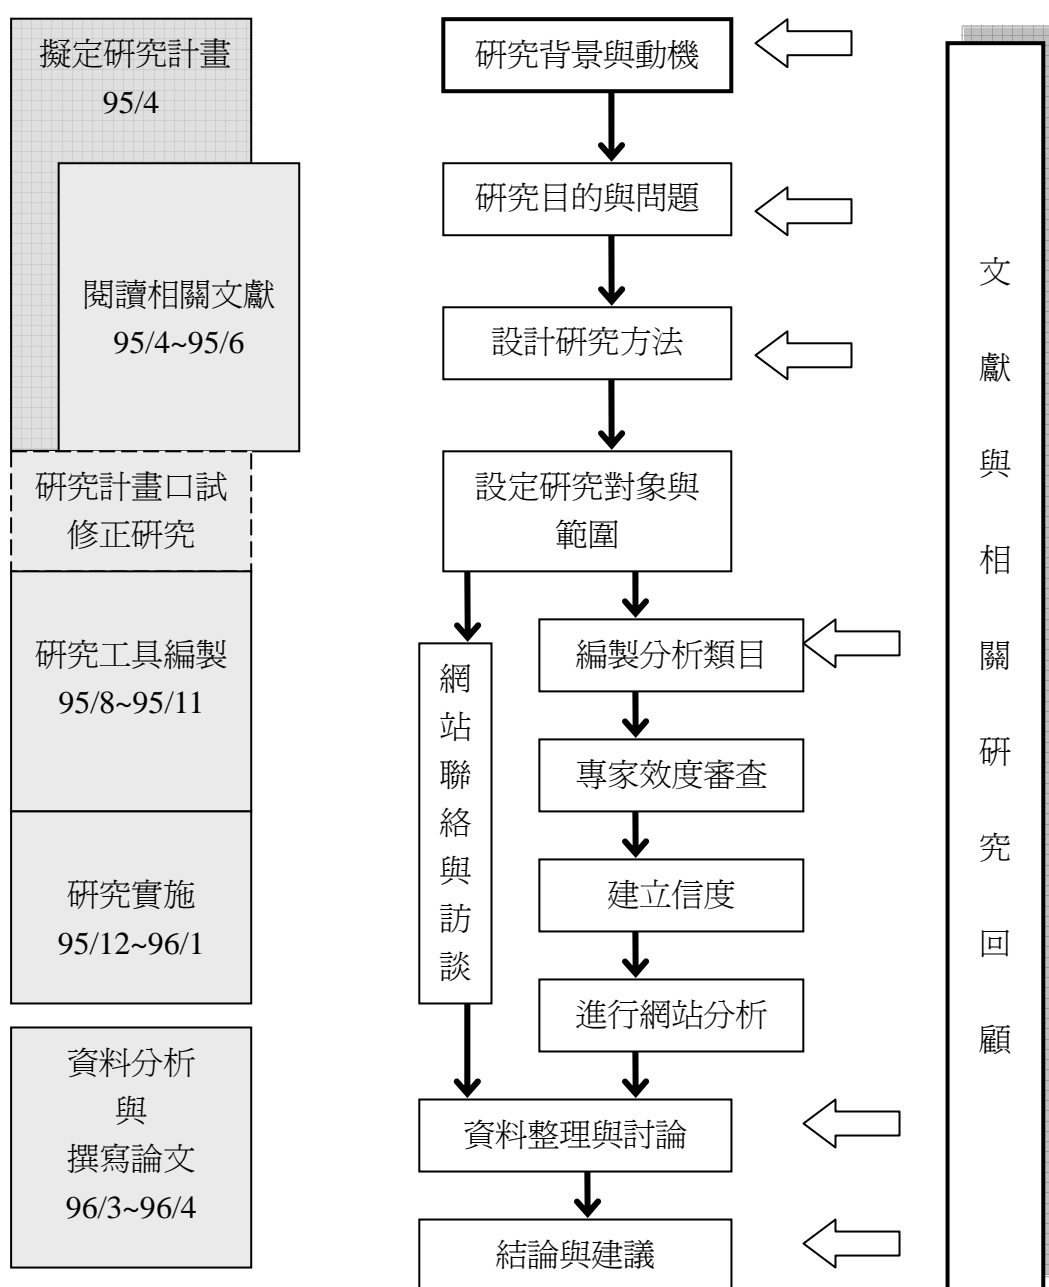 擬定研究計畫
95/4
閱讀相關文獻
95/4~95/6
研究計畫口試
修正研究
研究工具編製
95/8~95/11
研究實施
95/12~96/1
資料分析
與
撰寫論文
96/3~96/4
研究背景與動機
研究目的與問題
設計研究方法
設定研究對象與
範圍
網站聯絡與訪談
編製分析類目
專家效度審查
建立信度
進行網站分析
資料整理與討論
結論與建議
文獻與相關研究回顧